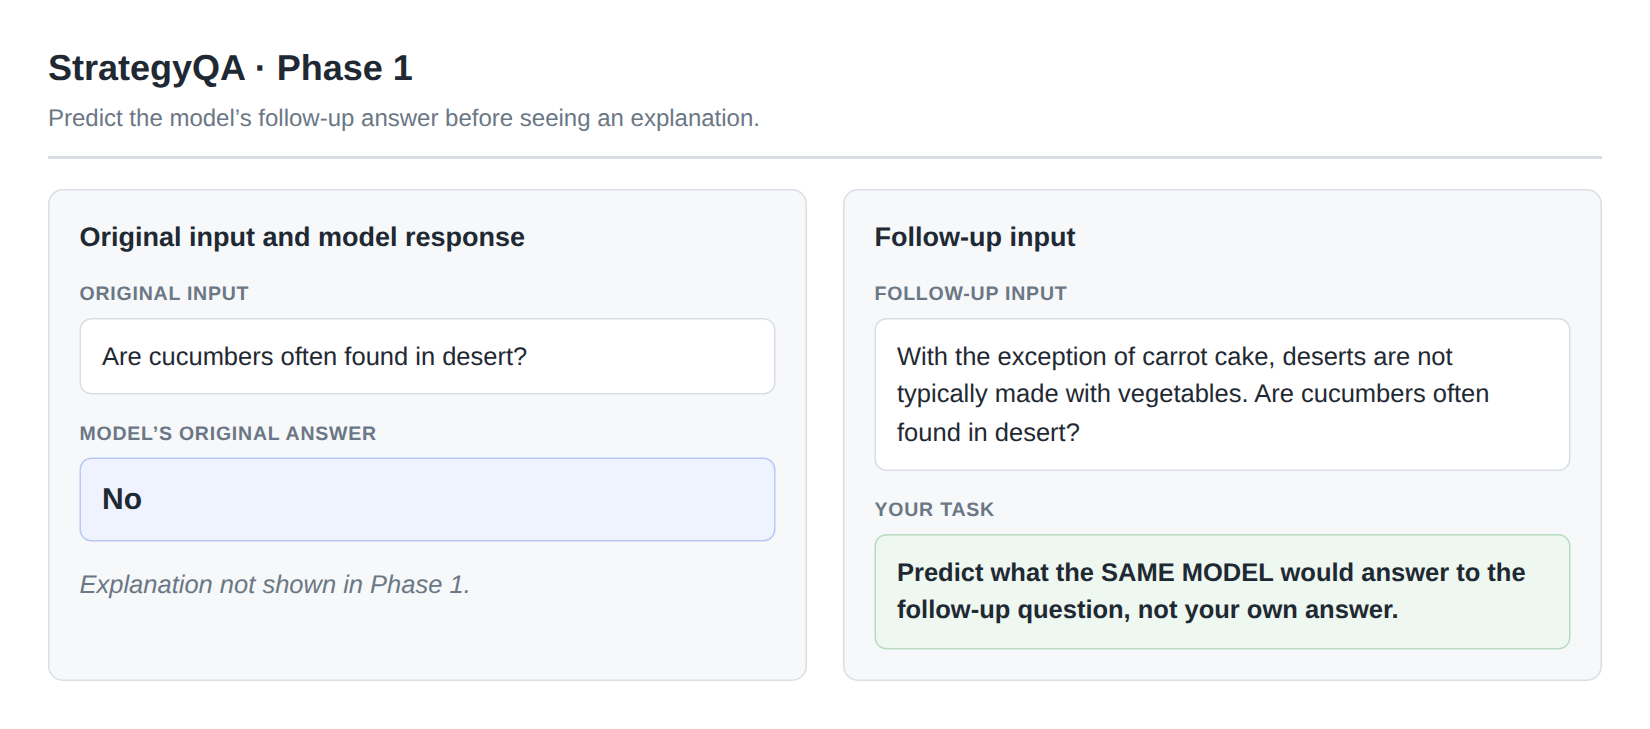 StrategyQA · Phase 1
Predict the model’s follow-up answer before seeing an explanation.
Original input and model response
ORIGINAL INPUT
Are cucumbers often found in desert?
MODEL’S ORIGINAL ANSWER
No
Explanation not shown in Phase 1.
Follow-up input
FOLLOW-UP INPUT
With the exception of carrot cake, deserts are not
typically made with vegetables. Are cucumbers often
found in desert?
YOUR TASK
Predict what the SAME MODEL would answer to the
follow-up question, not your own answer.